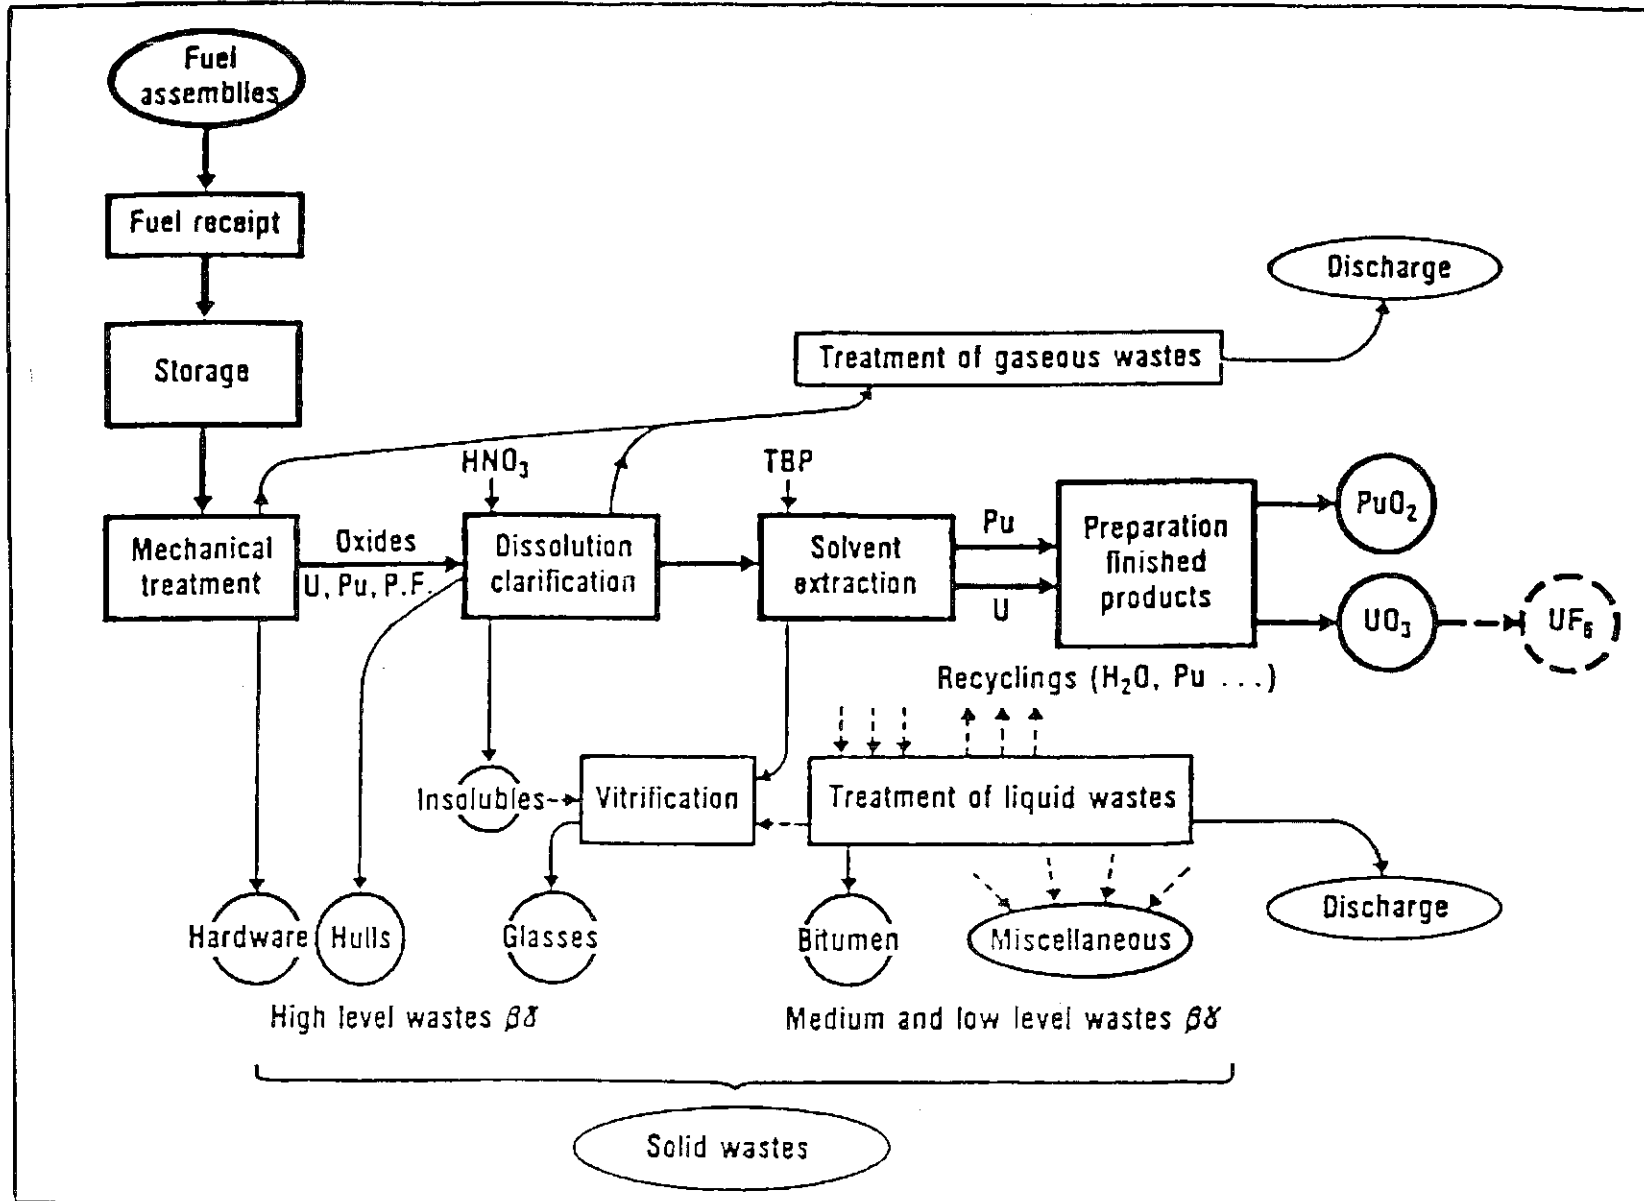 Fuel
assemblies
Fuel receipt
Discharge
Storage
Treatment of gaseous wastes
HNO₃
TBP
Mechanical
treatment
Oxides
U, Pu, P.F.
Dissolution
clarification
Solvent
extraction
Pu
U
Preparation
finished
products
PuO₂
UO₃
UF₆
Recyclings (H₂O, Pu ...)
Insolubles
Vitrification
Treatment of liquid wastes
Hardware
Hulls
Glasses
Bitumen
Miscellaneous
Discharge
High level wastes βγ
Medium and low level wastes βγ
Solid wastes